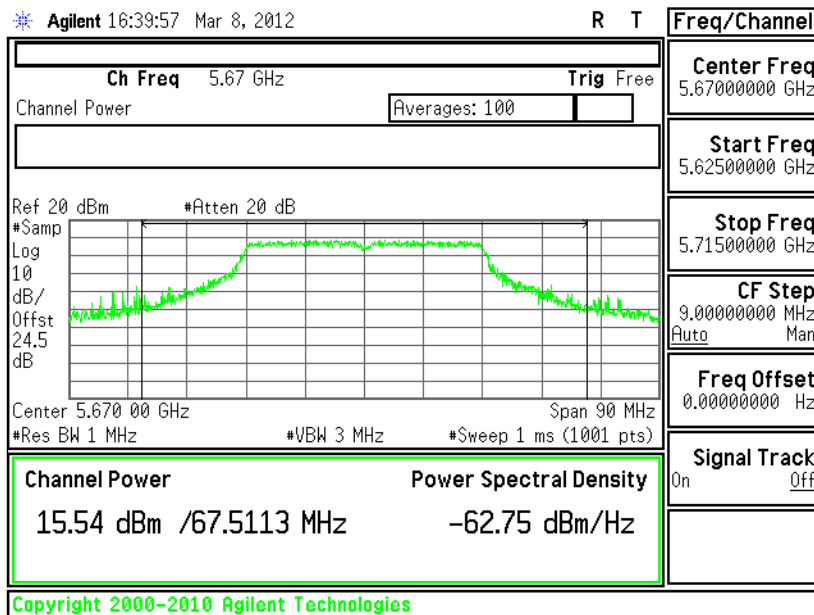 Agilent 16:39:57 Mar 8, 2012 R T
Freq/Channel
Ch Freq 5.67 GHz Trig Free
Channel Power Averages: 100
Center Freq
5.67000000 GHz
Start Freq
5.62500000 GHz
Stop Freq
5.71500000 GHz
CF Step
9.00000000 MHz
Auto Man
Freq Offset
0.00000000 Hz
Signal Track
On Off
Ref 20 dBm #Atten 20 dB
#Samp
Log
10
dB/
Offst
24.5
dB
Center 5.670 00 GHz Span 90 MHz
#Res BW 1 MHz #VBW 3 MHz #Sweep 1 ms (1001 pts)
Channel Power Power Spectral Density
15.54 dBm /67.5113 MHz -62.75 dBm/Hz
Copyright 2000-2010 Agilent Technologies